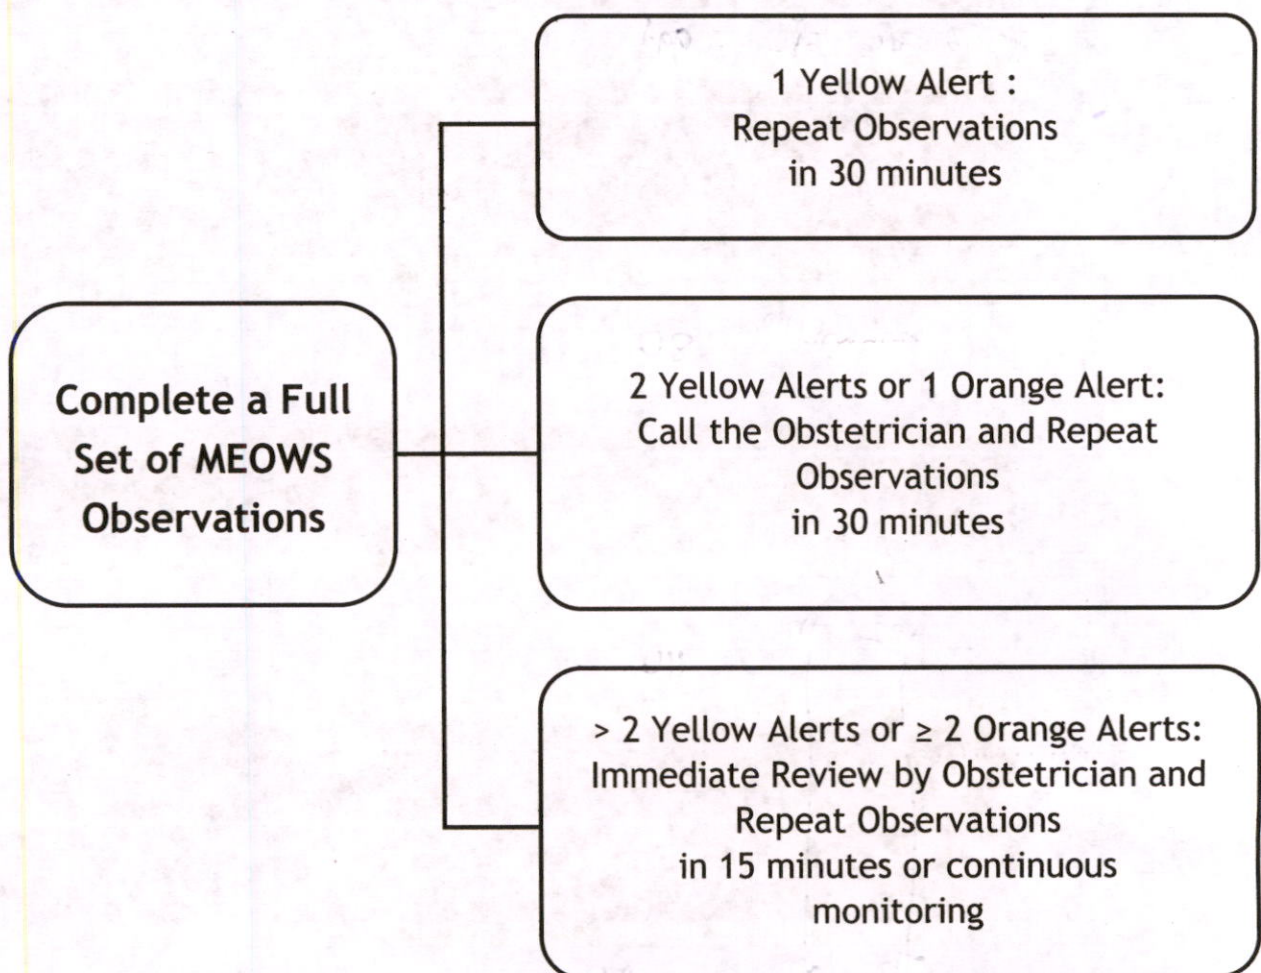 1 Yellow Alert :
Repeat Observations
in 30 minutes
Complete a Full
Set of MEOWS
Observations
2 Yellow Alerts or 1 Orange Alert:
Call the Obstetrician and Repeat
Observations
in 30 minutes
> 2 Yellow Alerts or ≥ 2 Orange Alerts:
Immediate Review by Obstetrician and
Repeat Observations
in 15 minutes or continuous
monitoring